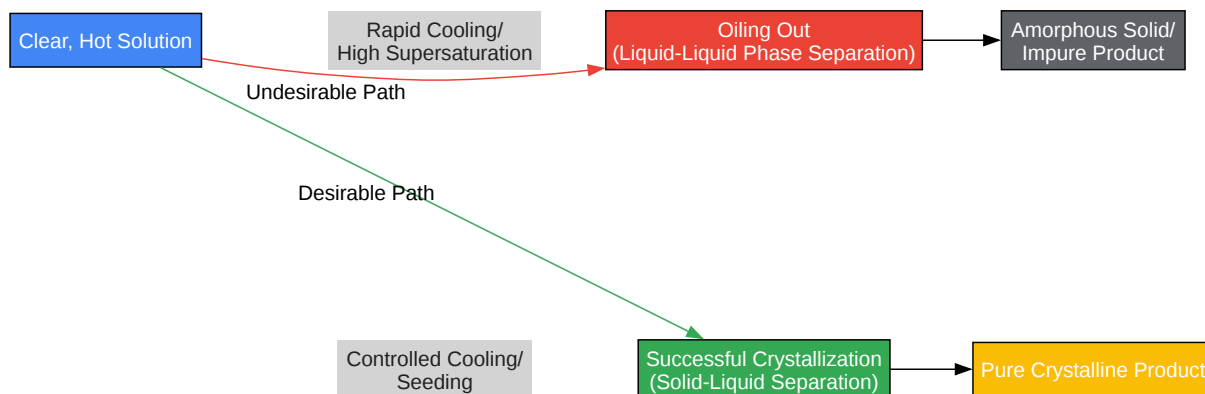 Clear, Hot Solution
Rapid Cooling/
High Supersaturation
Oiling Out
(Liquid-Liquid Phase Separation)
Amorphous Solid/
Impure Product
Undesirable Path
Desirable Path
Controlled Cooling/
Seeding
Successful Crystallization
(Solid-Liquid Separation)
Pure Crystalline Product